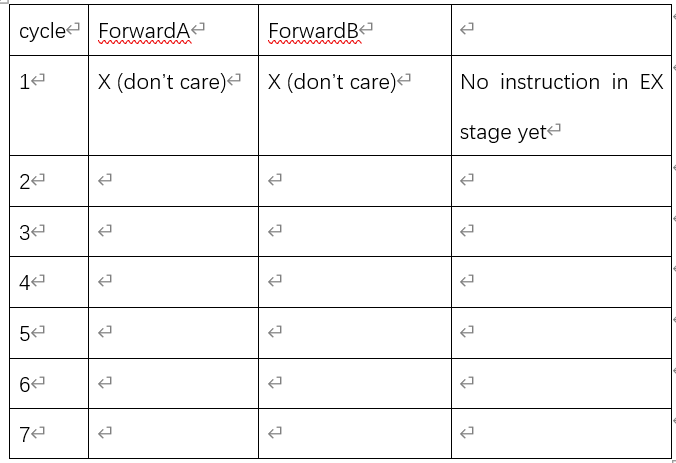 cycle ForwardA ForwardB
1 X (don’t care) X (don’t care) No instruction in EX
stage yet
2
3
4
5
6
7